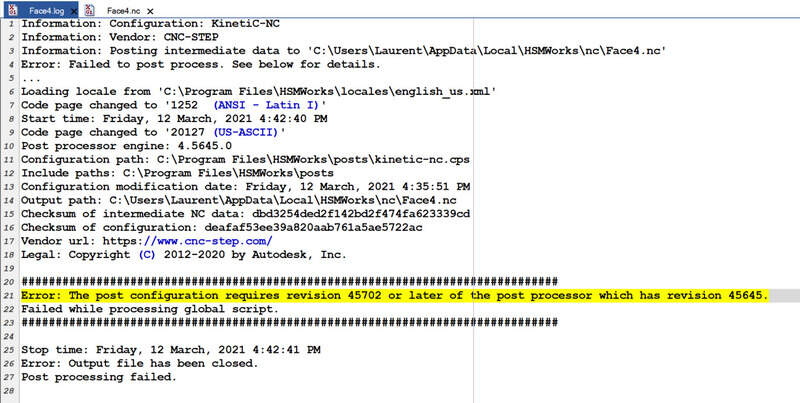 Face4.log
Face4.nc
1 Information: Configuration: KinetiC-NC
2 Information: Vendor: CNC-STEP
3 Information: Posting intermediate data to 'C:\Users\Laurent\AppData\Local\HSMWorks\nc\Face4.nc'
4 Error: Failed to post process. See below for details.
5 ...
6 Loading locale from 'C:\Program Files\HSMWorks\locales\english_us.xml'
7 Code page changed to '1252  (ANSI - Latin I)'
8 Start time: Friday, 12 March, 2021 4:42:40 PM
9 Code page changed to '20127 (US-ASCII)'
10 Post processor engine: 4.5645.0
11 Configuration path: C:\Program Files\HSMWorks\posts\kinetic-nc.cps
12 Include paths: C:\Program Files\HSMWorks\posts
13 Configuration modification date: Friday, 12 March, 2021 4:35:51 PM
14 Output path: C:\Users\Laurent\AppData\Local\HSMWorks\nc\Face4.nc
15 Checksum of intermediate NC data: dbd3254ded2f142bd2f474fa623339cd
16 Checksum of configuration: deafaf53ee39a820aab761a5ae5722ac
17 Vendor url: https://www.cnc-step.com/
18 Legal: Copyright (C) 2012-2020 by Autodesk, Inc.
19
20 ###############################################################################
21 Error: The post configuration requires revision 45702 or later of the post processor which has revision 45645.
22 Failed while processing global script.
23 ###############################################################################
24
25 Stop time: Friday, 12 March, 2021 4:42:41 PM
26 Error: Output file has been closed.
27 Post processing failed.
28